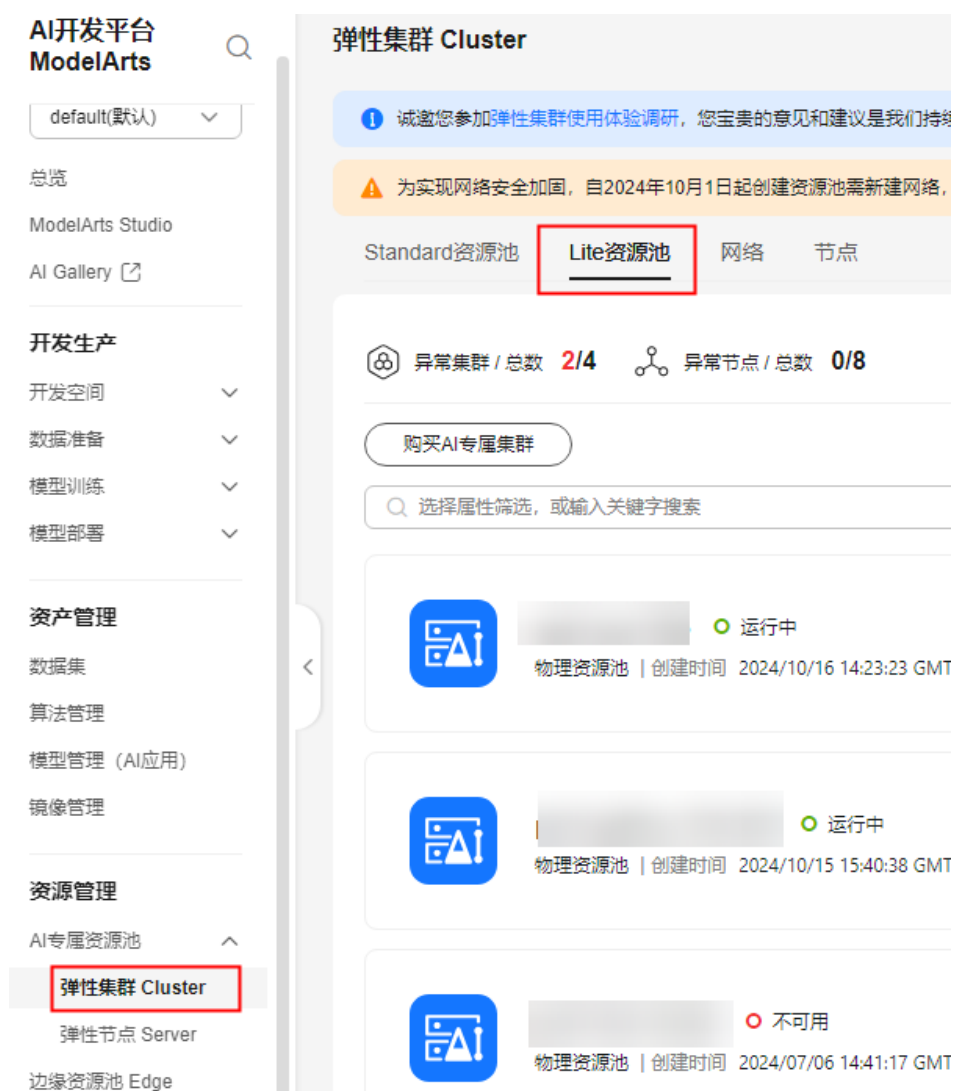 AI开发平台
ModelArts
default(默认)
总览
ModelArts Studio
AI Gallery
开发生产
开发空间
数据准备
模型训练
模型部署
资产管理
数据集
算法管理
模型管理（AI应用）
镜像管理
资源管理
AI专属资源池
弹性集群 Cluster
弹性节点 Server
边缘资源池 Edge
弹性集群 Cluster
诚邀您参加弹性集群使用体验调研，您宝贵的意见和建议是我们持续
为实现网络安全加固，自2024年10月1日起创建资源池需新建网络，
Standard资源池 Lite资源池 网络 节点
异常集群 / 总数 2/4 异常节点 / 总数 0/8
购买AI专属集群
选择属性筛选，或输入关键字搜索
运行中
物理资源池 | 创建时间 2024/10/16 14:23:23 GMT
运行中
物理资源池 | 创建时间 2024/10/15 15:40:38 GMT
不可用
物理资源池 | 创建时间 2024/07/06 14:41:17 GMT